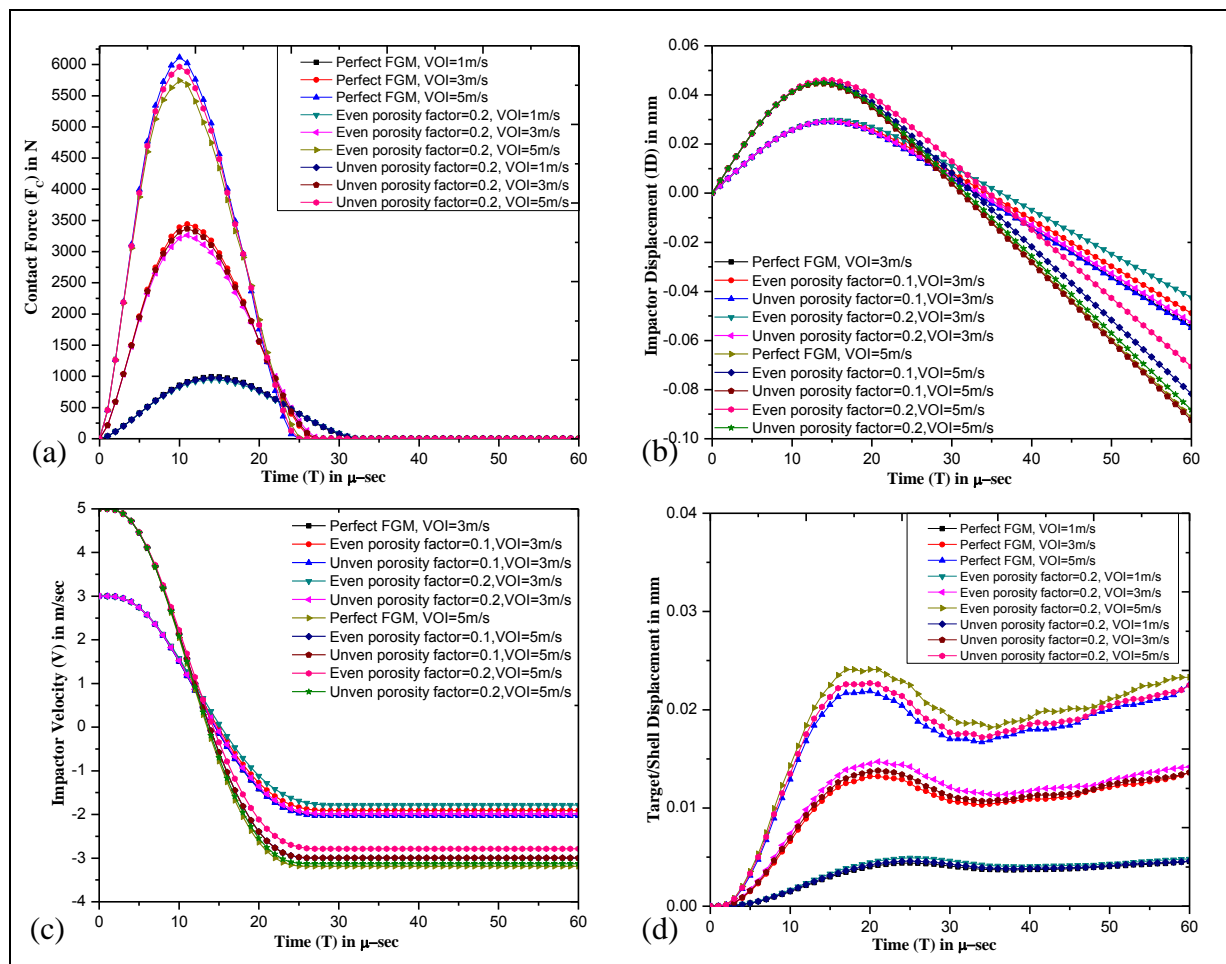 6000
5500
5000
4500
4000
3500
3000
2500
2000
1500
1000
500
0
Contact Force (F_C) in N
Perfect FGM, VOI=1m/s
Perfect FGM, VOI=3m/s
Perfect FGM, VOI=5m/s
Even porosity factor=0.2, VOI=1m/s
Even porosity factor=0.2, VOI=3m/s
Even porosity factor=0.2, VOI=5m/s
Unven porosity factor=0.2, VOI=1m/s
Unven porosity factor=0.2, VOI=3m/s
Unven porosity factor=0.2, VOI=5m/s
(a)
0 10 20 30 40 50 60
Time (T) in μ−sec
0.06
0.04
0.02
0.00
-0.02
-0.04
-0.06
-0.08
-0.10
Impactor Displacement (ID) in mm
Perfect FGM, VOI=3m/s
Even porosity factor=0.1,VOI=3m/s
Unven porosity factor=0.1,VOI=3m/s
Even porosity factor=0.2,VOI=3m/s
Unven porosity factor=0.2,VOI=3m/s
Perfect FGM, VOI=5m/s
Even porosity factor=0.1,VOI=5m/s
Unven porosity factor=0.1,VOI=5m/s
Even porosity factor=0.2,VOI=5m/s
Unven porosity factor=0.2,VOI=5m/s
(b)
0 10 20 30 40 50 60
Time (T) in μ−sec
5
4
3
2
1
0
-1
-2
-3
-4
Impactor Velocity (V) in m/sec
Perfect FGM, VOI=3m/s
Even porosity factor=0.1,VOI=3m/s
Unven porosity factor=0.1,VOI=3m/s
Even porosity factor=0.2,VOI=3m/s
Unven porosity factor=0.2,VOI=3m/s
Perfect FGM, VOI=5m/s
Even porosity factor=0.1,VOI=5m/s
Unven porosity factor=0.1,VOI=5m/s
Even porosity factor=0.2,VOI=5m/s
Unven porosity factor=0.2,VOI=5m/s
(c)
0 10 20 30 40 50 60
Time (T) in μ−sec
0.04
0.03
0.02
0.01
0.00
Target/Shell Displacement in mm
Perfect FGM, VOI=1m/s
Perfect FGM, VOI=3m/s
Perfect FGM, VOI=5m/s
Even porosity factor=0.2, VOI=1m/s
Even porosity factor=0.2, VOI=3m/s
Even porosity factor=0.2, VOI=5m/s
Unven porosity factor=0.2, VOI=1m/s
Unven porosity factor=0.2, VOI=3m/s
Unven porosity factor=0.2, VOI=5m/s
(d)
0 10 20 30 40 50 60
Time (T) in μ−sec